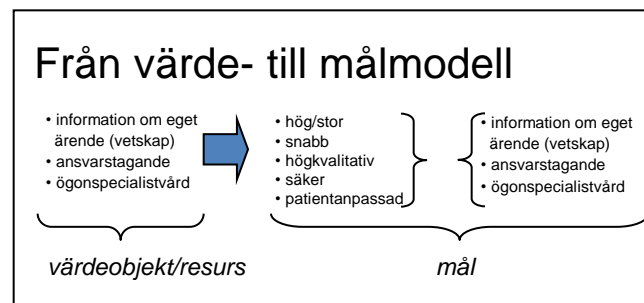 Från värde- till målmodell
• information om eget
ärende (vetskap)
• ansvarstagande
• ögonspecialistvård
• hög/stor
• snabb
• högkvalitativ
• säker
• patientanpassad
• information om eget
ärende (vetskap)
• ansvarstagande
• ögonspecialistvård
värdeobjekt/resurs
mål